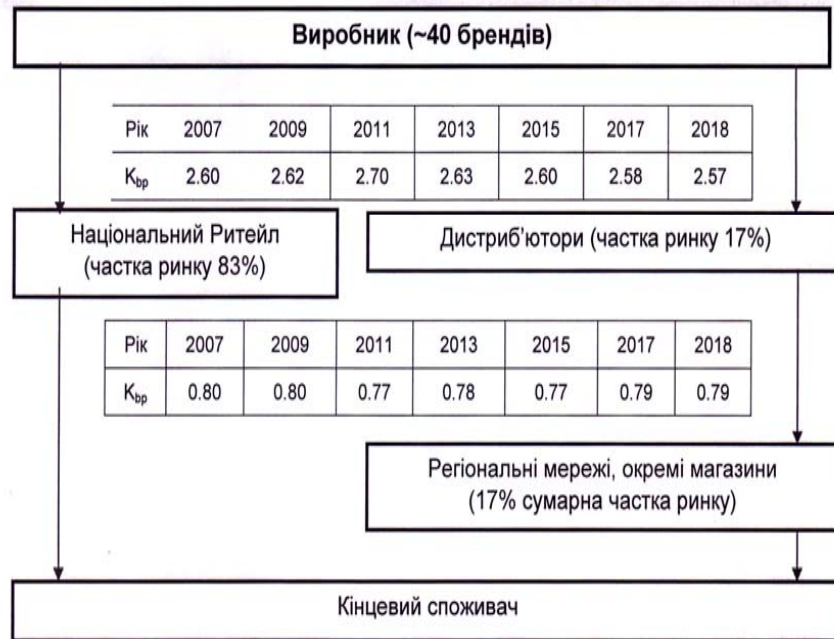 Виробник (~40 брендів)
Рік 2007 2009 2011 2013 2015 2017 2018
Kbp 2.60 2.62 2.70 2.63 2.60 2.58 2.57
Національний Ритейл
(частка ринку 83%)
Дистриб’ютори (частка ринку 17%)
Рік 2007 2009 2011 2013 2015 2017 2018
Kbp 0.80 0.80 0.77 0.78 0.77 0.79 0.79
Регіональні мережі, окремі магазини
(17% сумарна частка ринку)
Кінцевий споживач